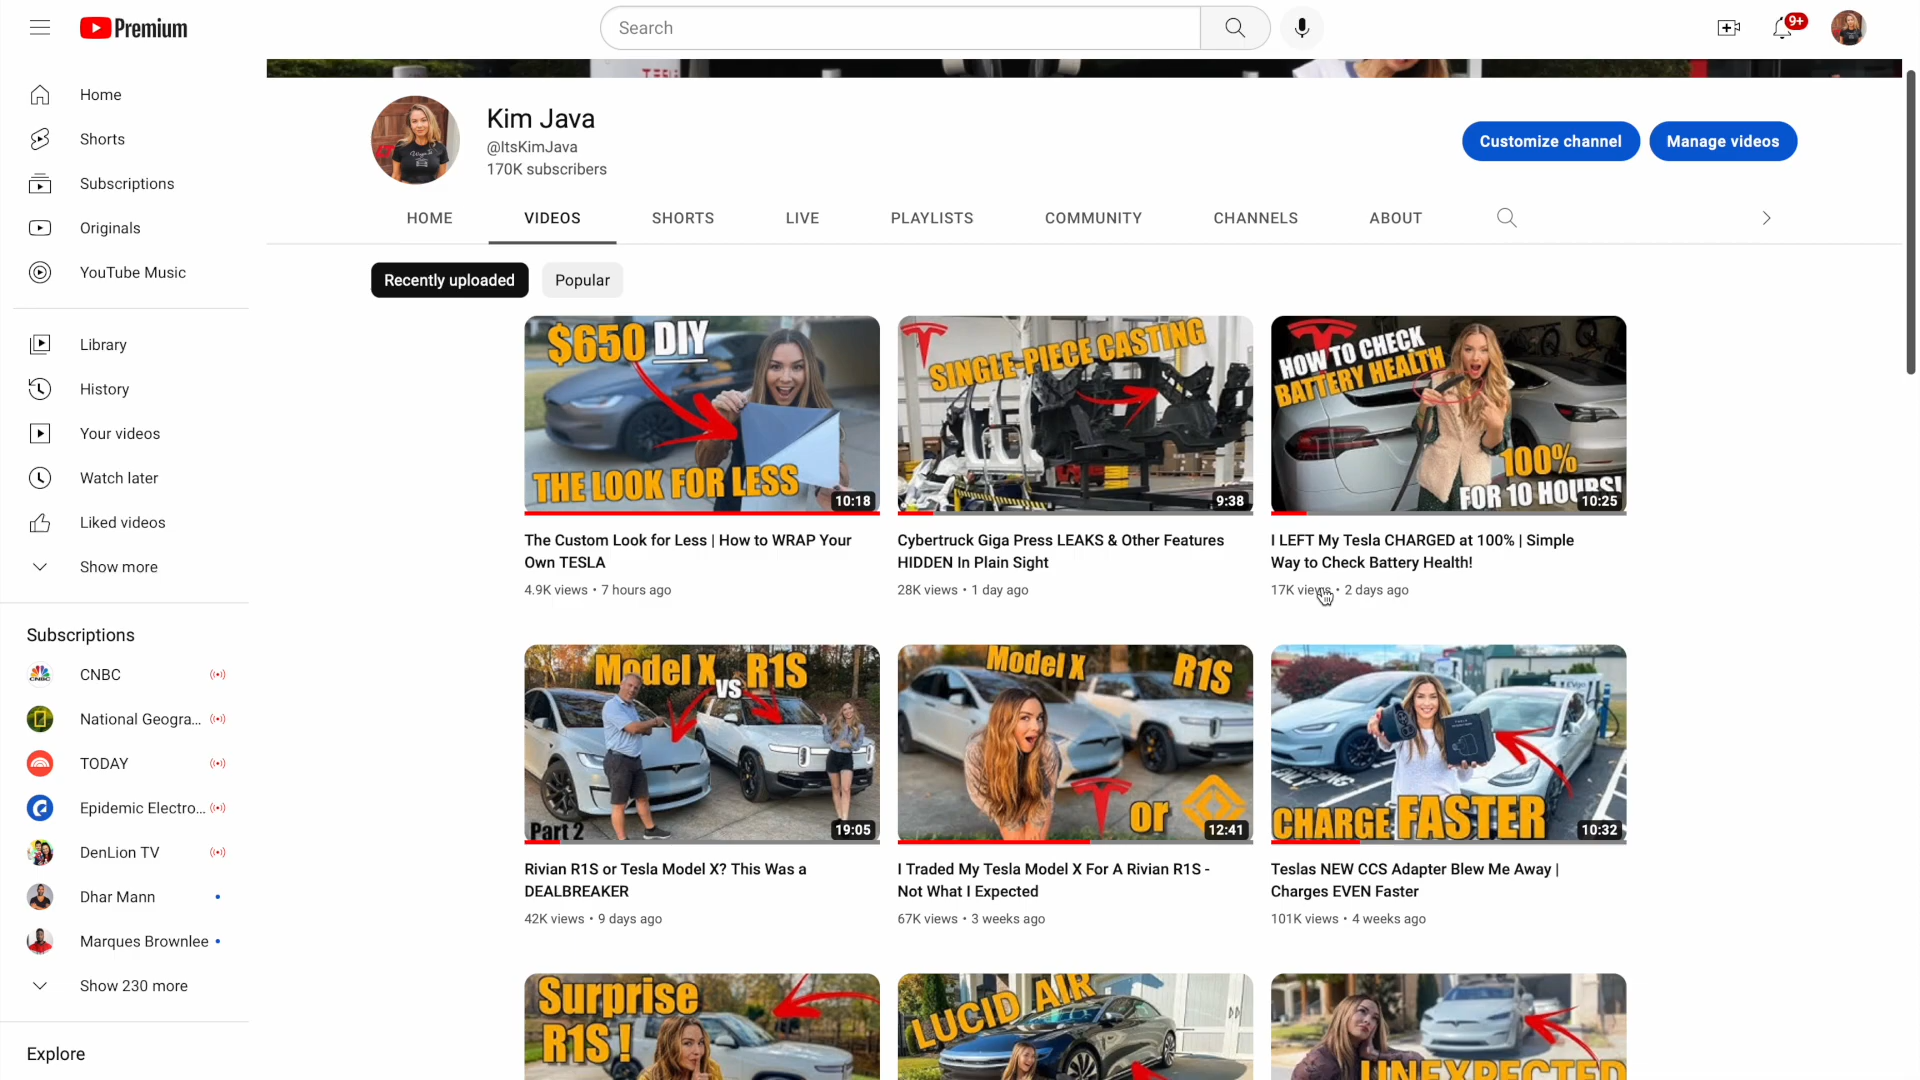 Premium
Search
9+
Home
Shorts
Subscriptions
Originals
YouTube Music
Library
History
Your videos
Watch later
Liked videos
Show more
Subscriptions
CNBC
National Geogra...
TODAY
Epidemic Electro...
DenLion TV
Dhar Mann
Marques Brownlee
Show 230 more
Explore
Kim Java
@ItsKimJava
170K subscribers
Customize channel
Manage videos
HOME
VIDEOS
SHORTS
LIVE
PLAYLISTS
COMMUNITY
CHANNELS
ABOUT
Recently uploaded
Popular
$650 DIY
THE LOOK FOR LESS
10:18
The Custom Look for Less | How to WRAP Your
Own TESLA
4.9K views • 7 hours ago
SINGLE-PIECE CASTING
9:38
Cybertruck Giga Press LEAKS & Other Features
HIDDEN In Plain Sight
28K views • 1 day ago
HOW TO CHECK
BATTERY HEALTH
100%
FOR 10 HOURS!
10:25
I LEFT My Tesla CHARGED at 100% | Simple
Way to Check Battery Health!
17K views • 2 days ago
Model X vs R1S
Part 2
19:05
Rivian R1S or Tesla Model X? This Was a
DEALBREAKER
42K views • 9 days ago
Model X R1S
or
12:41
I Traded My Tesla Model X For A Rivian R1S -
Not What I Expected
67K views • 3 weeks ago
CHARGE FASTER
10:32
Teslas NEW CCS Adapter Blew Me Away |
Charges EVEN Faster
101K views • 4 weeks ago
Surprise
R1S !
LUCID AIR
UNEXPECTED